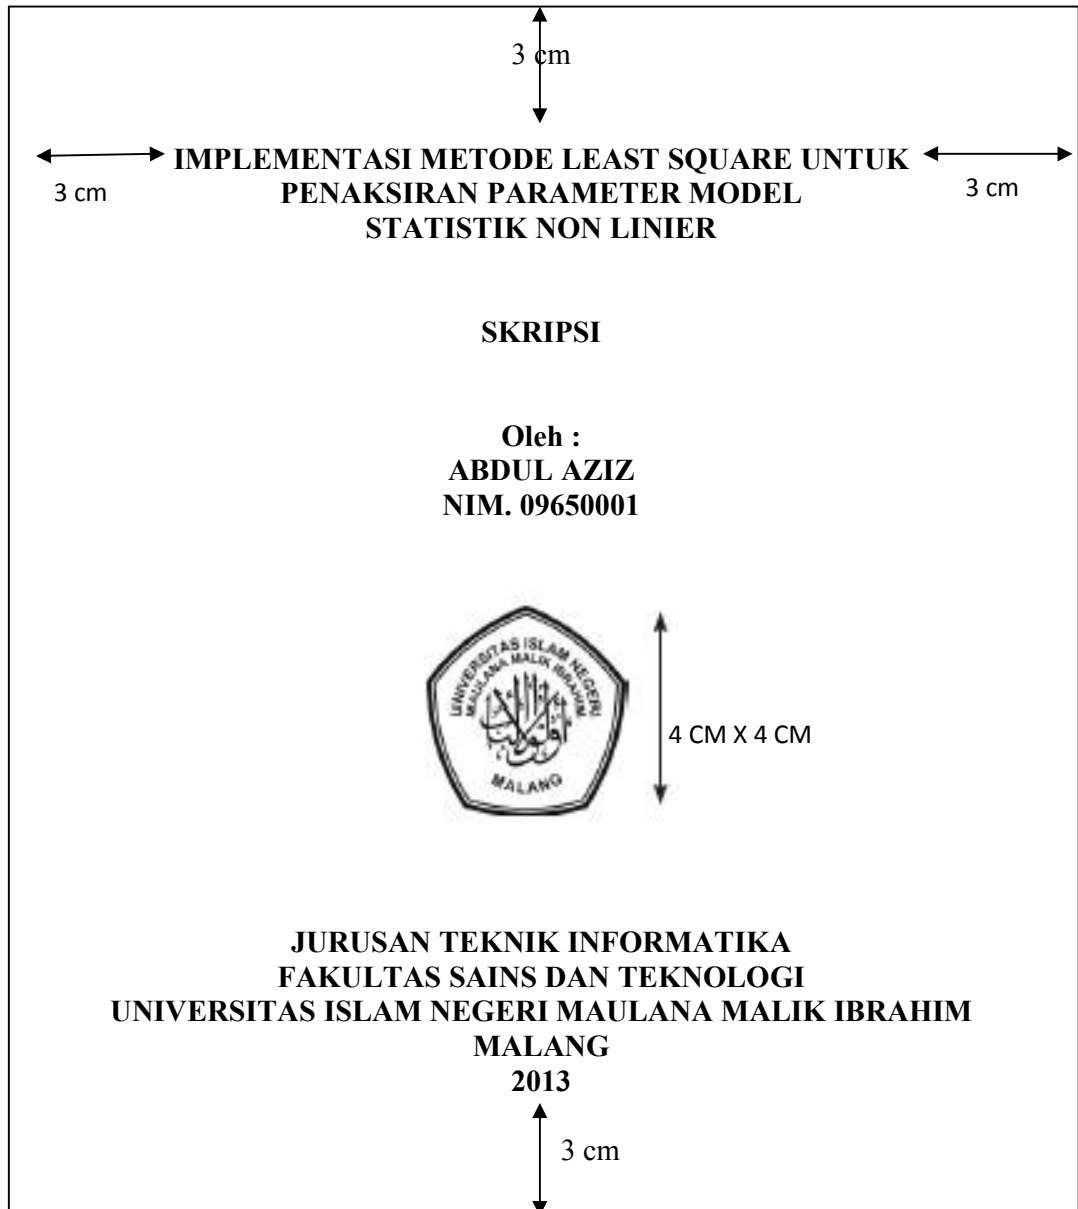 3 cm
IMPLEMENTASI METODE LEAST SQUARE UNTUK
3 cm
PENAKSIRAN PARAMETER MODEL
3 cm
STATISTIK NON LINIER
SKRIPSI
Oleh :
ABDUL AZIZ
NIM. 09650001
UNIVERSITAS ISLAM NEGERI
MAULANA MALIK IBRAHIM
MALANG
4 CM X 4 CM
JURUSAN TEKNIK INFORMATIKA
FAKULTAS SAINS DAN TEKNOLOGI
UNIVERSITAS ISLAM NEGERI MAULANA MALIK IBRAHIM
MALANG
2013
3 cm